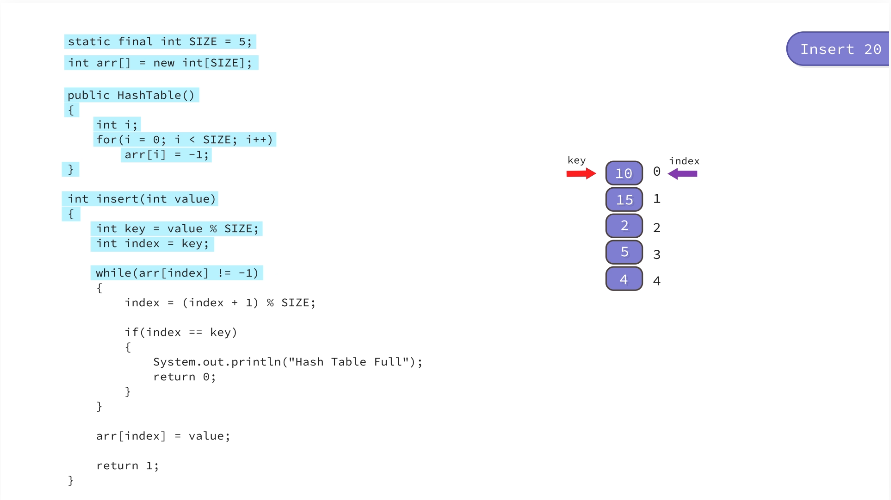 static final int SIZE = 5;
int arr[] = new int[SIZE];
public HashTable()
{
int i;
for(i = 0; i < SIZE; i++)
arr[i] = -1;
}
int insert(int value)
{
int key = value % SIZE;
int index = key;
while(arr[index] != -1)
{
index = (index + 1) % SIZE;
if(index == key)
{
System.out.println("Hash Table Full");
return 0;
}
}
arr[index] = value;
return 1;
}
Insert 20
key index
10 0
15 1
2 2
5 3
4 4